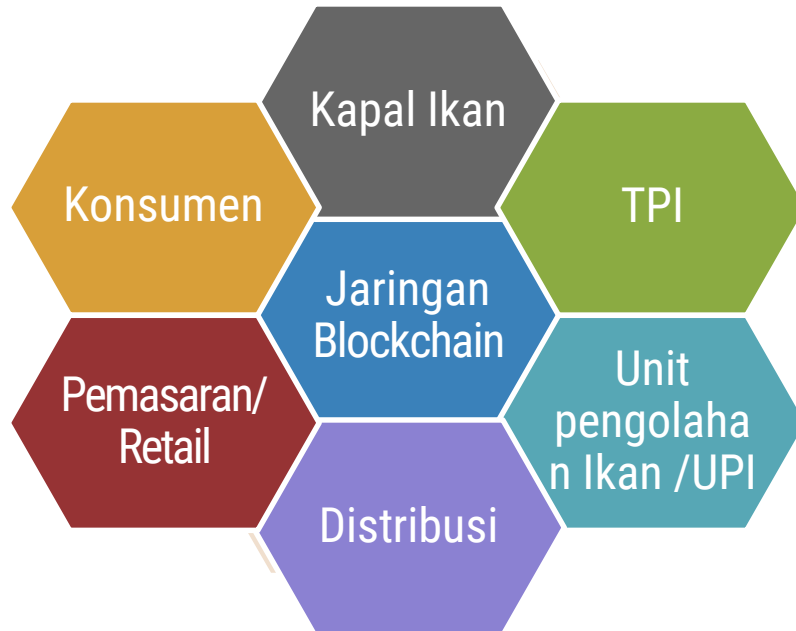 Kapal Ikan
Konsumen
TPI
Jaringan
Blockchain
Pemasaran/
Retail
Unit
pengolaha
n Ikan /UPI
Distribusi